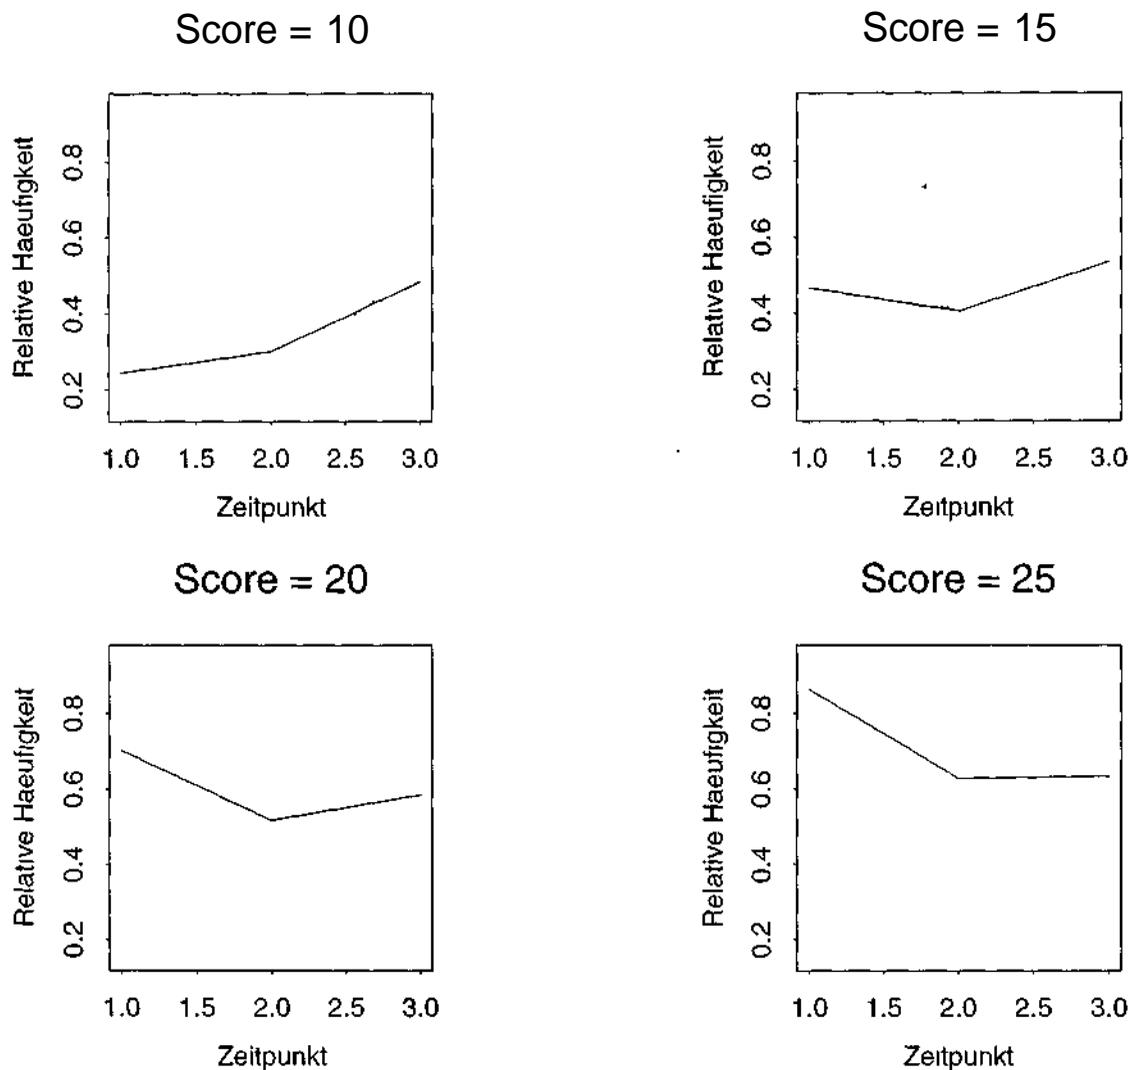 Score = 10
Relative Haeufigkeit
0.8
0.6
0.4
0.2
1.0 1.5 2.0 2.5 3.0
Zeitpunkt
Score = 15
Relative Haeufigkeit
0.8
0.6
0.4
0.2
1.0 1.5 2.0 2.5 3.0
Zeitpunkt
Score = 20
Relative Haeufigkeit
0.8
0.6
0.4
0.2
1.0 1.5 2.0 2.5 3.0
Zeitpunkt
Score = 25
Relative Haeufigkeit
0.8
0.6
0.4
0.2
1.0 1.5 2.0 2.5 3.0
Zeitpunkt